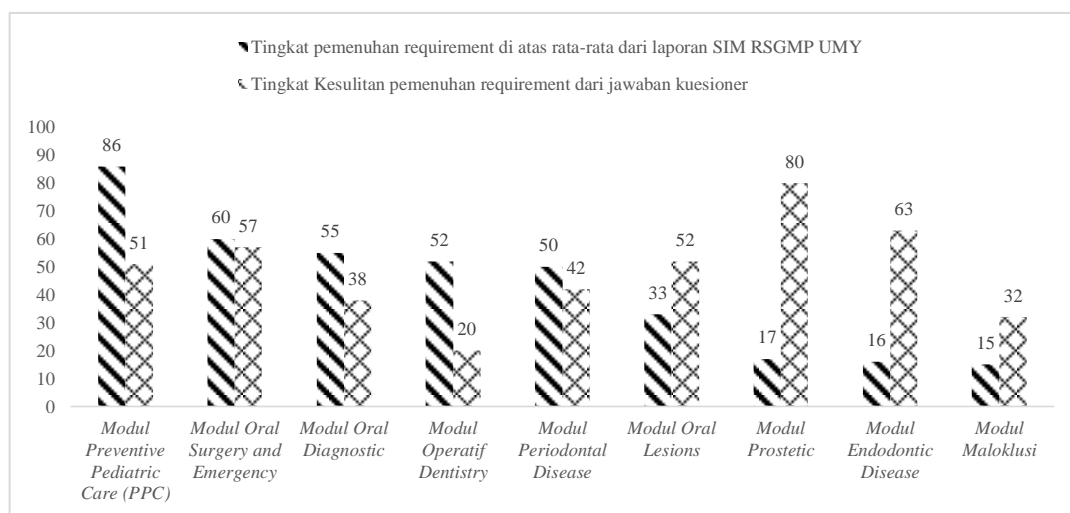 Tingkat pemenuhan requirement di atas rata-rata dari laporan SIM RSGMP UMY
Tingkat Kesulitan pemenuhan requirement dari jawaban kuesioner
100
90
80
70
60
50
40
30
20
10
0
86
51
60
57
55
38
52
20
50
42
33
52
17
80
16
63
15
32
Modul
Preventive
Pediatric
Care (PPC)
Modul Oral
Surgery and
Emergency
Modul Oral
Diagnostic
Modul
Operatif
Dentistry
Modul
Periodontal
Disease
Modul Oral
Lesions
Modul
Prostetic
Modul
Endodontic
Disease
Modul
Maloklusi